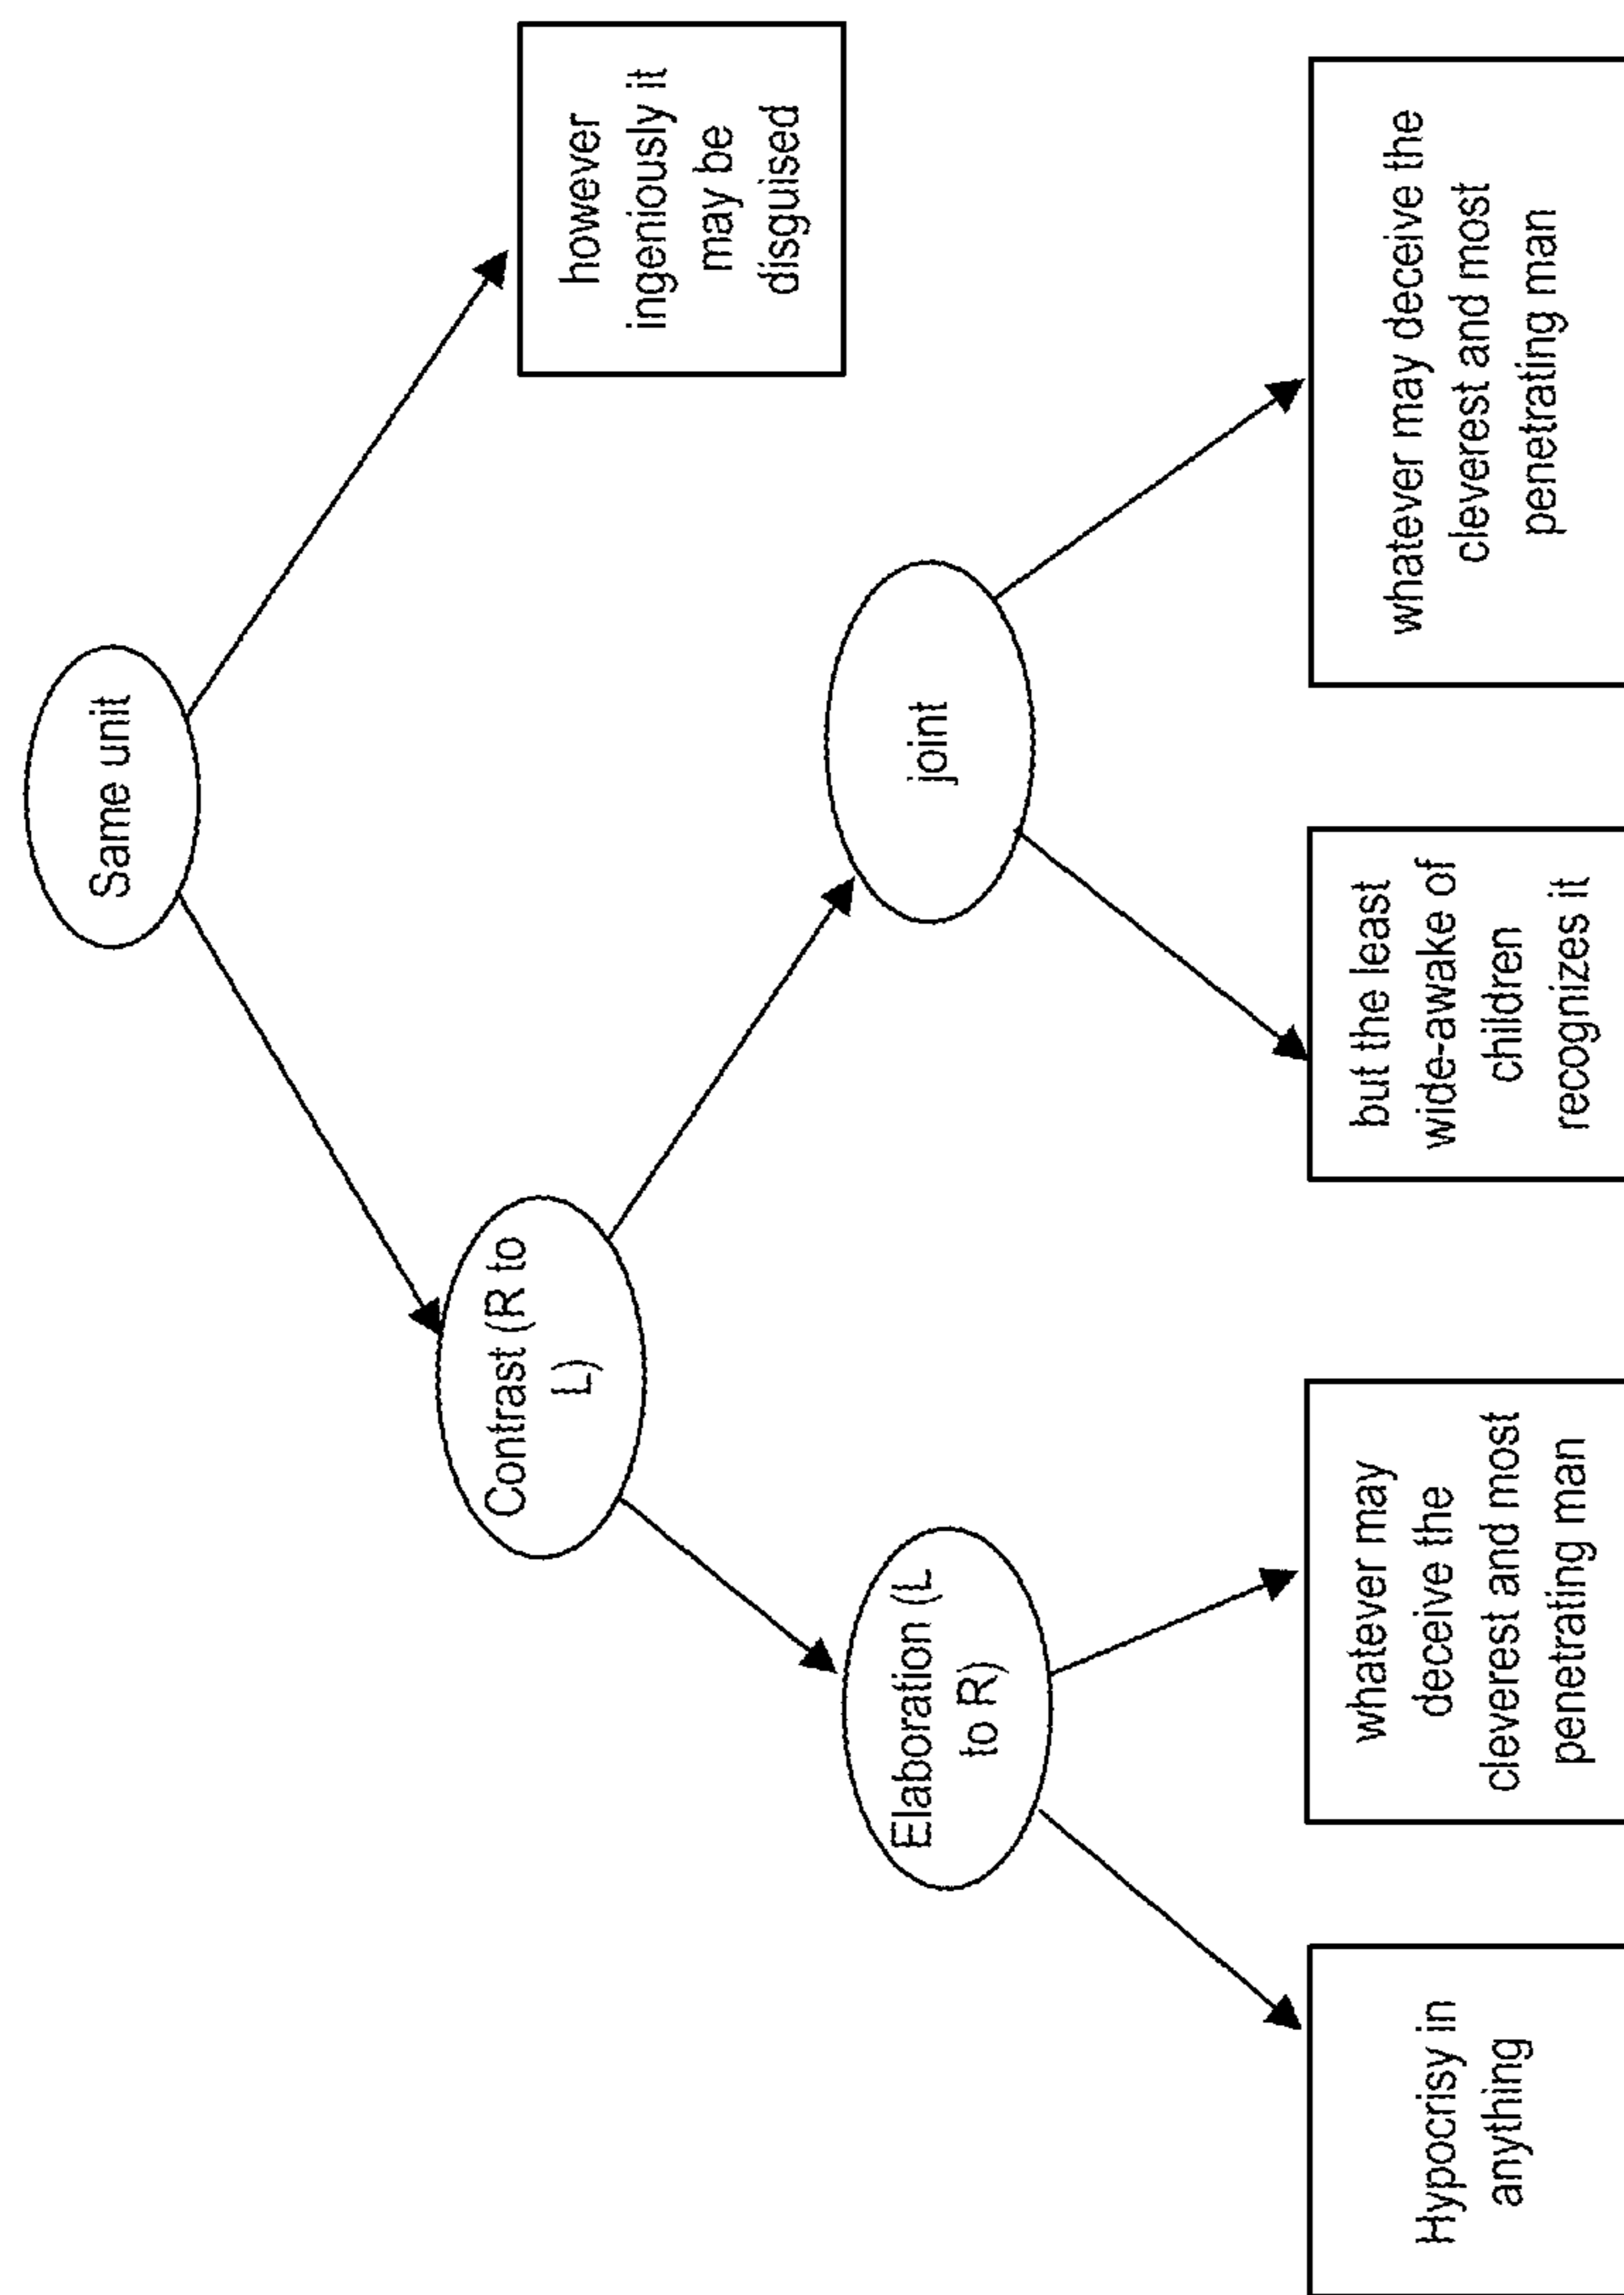 Same unit
Contrast (R to
L)
however
ingeniously it
may be
disguised
Elaboration (L
to R)
joint
Hypocrisy in
anything
whatever may
deceive the
cleverest and most
penetrating man
but the least
wide-awake of
children
recognizes it
whatever may deceive the
cleverest and most
penetrating man